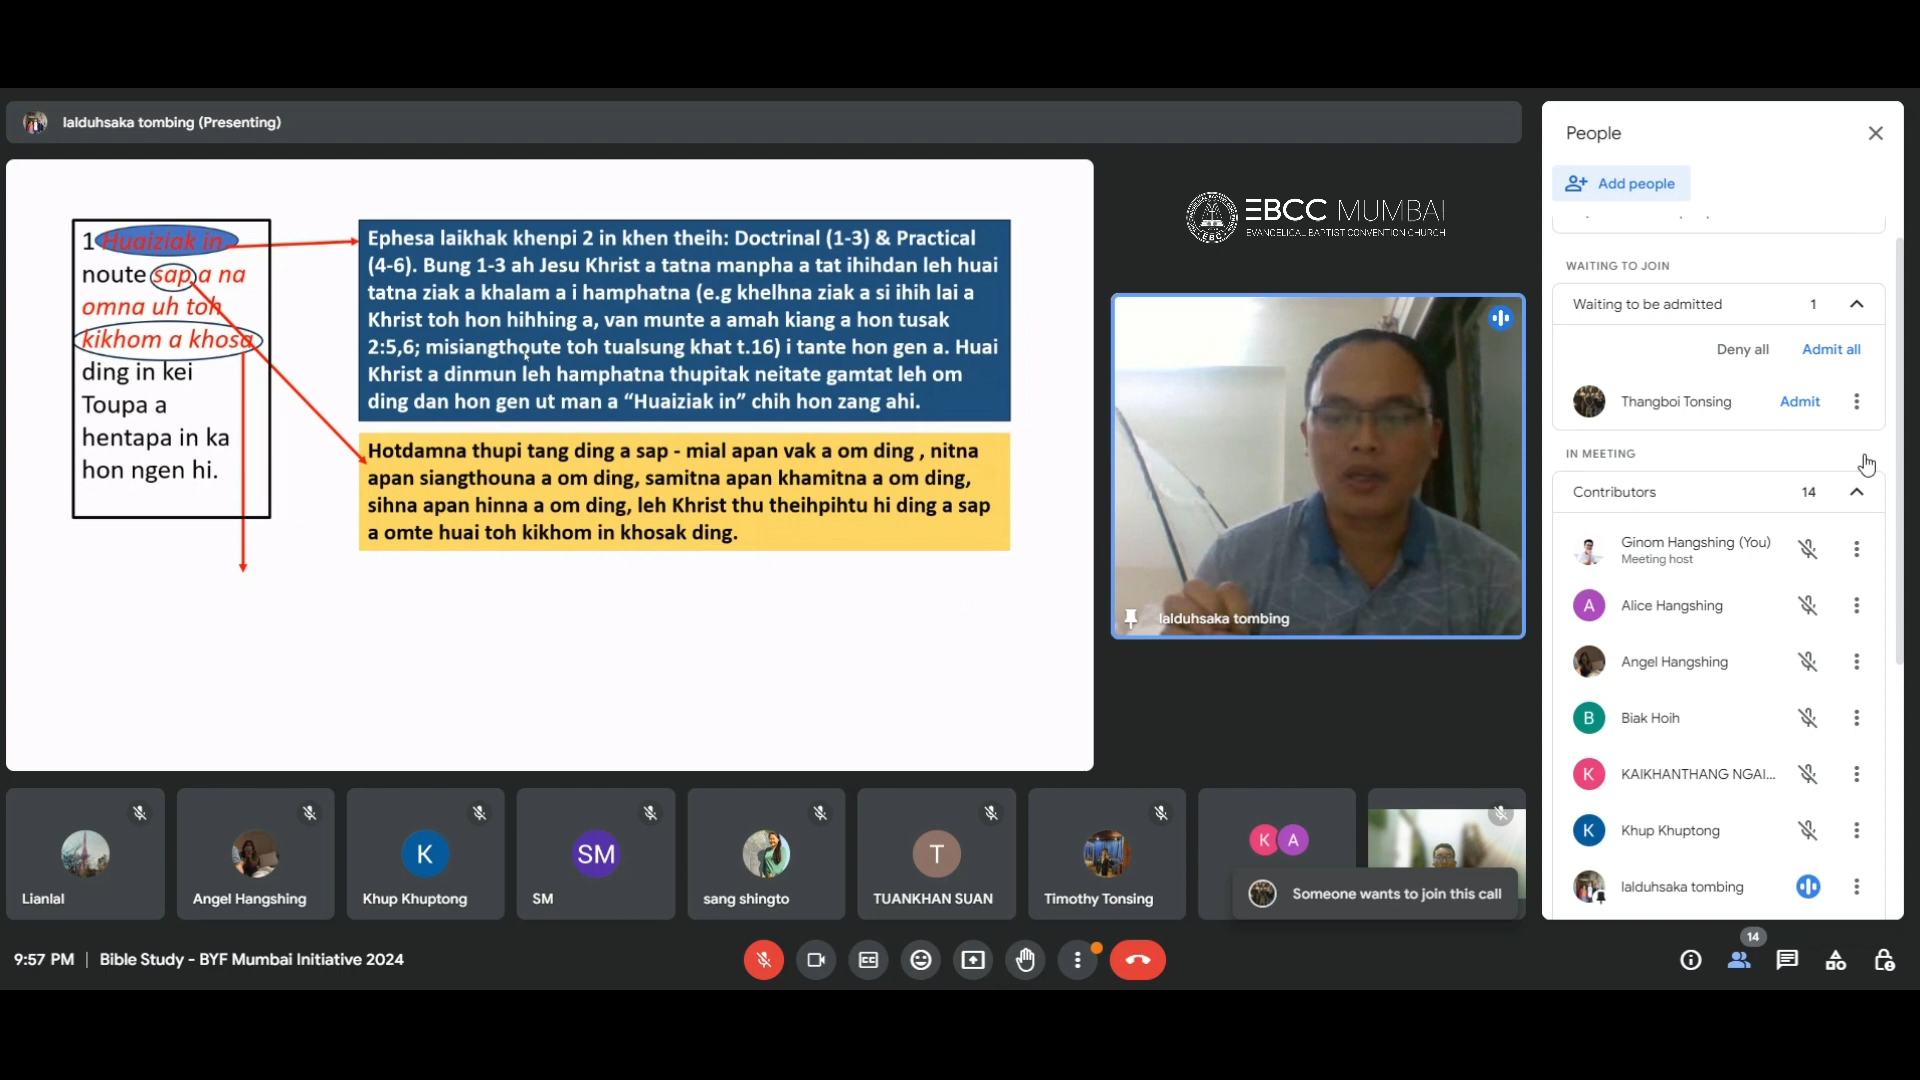 lalduhsaka tombing (Presenting)
1 Huaiziak in
noute sap a na
omna uh toh
kikhom a khosa
ding in kei
Toupa a
hentapa in ka
hon ngen hi.
Ephesa laikhak khenpi 2 in khen theih: Doctrinal (1-3) & Practical
(4-6). Bung 1-3 ah Jesu Khrist a tatna manpha a tat ihihdan leh huai
tatna ziak a khalam a i hamphatna (e.g khelhna ziak a si ihih lai a
Khrist toh hon hihhing a, van munte a amah kiang a hon tusak
2:5,6; misiangthoute toh tualsung khat t.16) i tante hon gen a. Huai
Khrist a dinmun leh hamphatna thupitak neitate gamtat leh om
ding dan hon gen ut man a “Huaiziak in” chih hon zang ahi.
Hotdamna thupi tang ding a sap - mial apan vak a om ding , nitna
apan siangthouna a om ding, samitna apan khamitna a om ding,
sihna apan hinna a om ding, leh Khrist thu theihpihtu hi ding a sap
a omte huai toh kikhom in khosak ding.
EBCC MUMBAI
EVANGELICAL BAPTIST CONVENTION CHURCH
EBC
lalduhsaka tombing
People
Add people
WAITING TO JOIN
Waiting to be admitted 1
Deny all Admit all
Thangboi Tonsing Admit
IN MEETING
Contributors 14
Ginom Hangshing (You)
Meeting host
A Alice Hangshing
Angel Hangshing
B Biak Hoih
K KAIKHANTHANG NGAI...
K Khup Khuptong
lalduhsaka tombing
Lianlal
Angel Hangshing
K
Khup Khuptong
SM
SM
sang shingto
T
TUANKHAN SUAN
Timothy Tonsing
K A
Someone wants to join this call
9:57 PM | Bible Study - BYF Mumbai Initiative 2024
14